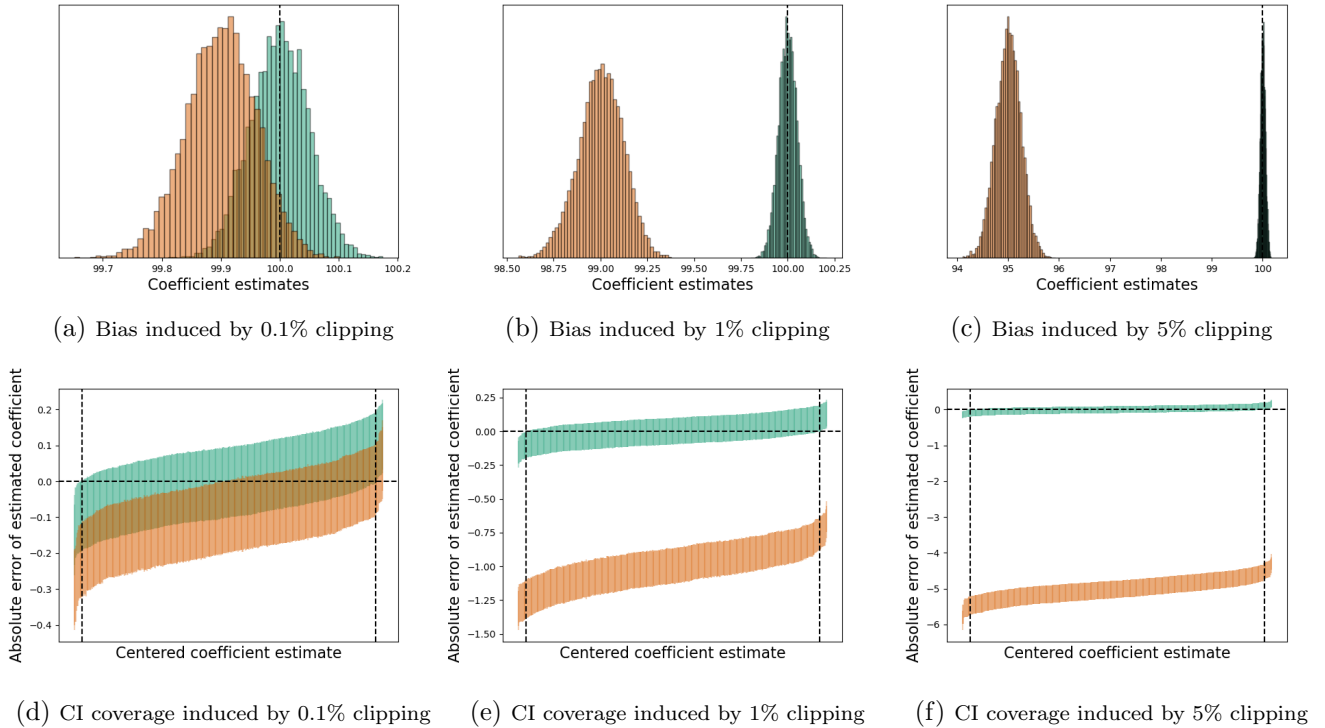 99.7 99.8 99.9 100.0 100.1 100.2
Coefficient estimates
98.50 98.75 99.00 99.25 99.50 99.75 100.00 100.25
Coefficient estimates
94 95 96 97 98 99 100
Coefficient estimates
(a) Bias induced by 0.1% clipping
(b) Bias induced by 1% clipping
(c) Bias induced by 5% clipping
Absolute error of estimated coefficient
0.2
0.1
0.0
−0.1
−0.2
−0.3
−0.4
Centered coefficient estimate
Absolute error of estimated coefficient
0.25
0.00
−0.25
−0.50
−0.75
−1.00
−1.25
−1.50
Centered coefficient estimate
Absolute error of estimated coefficient
0
−1
−2
−3
−4
−5
−6
Centered coefficient estimate
(d) CI coverage induced by 0.1% clipping
(e) CI coverage induced by 1% clipping
(f) CI coverage induced by 5% clipping